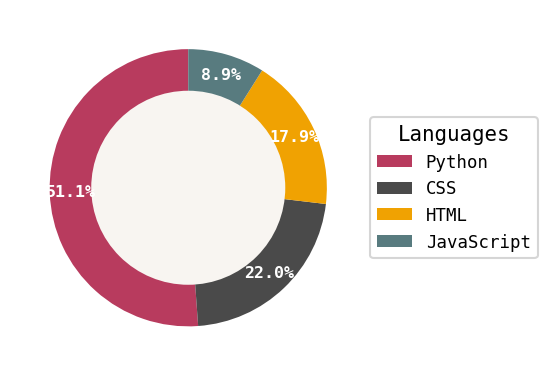 8.9%
17.9%
51.1%
22.0%
Languages
Python
CSS
HTML
JavaScript